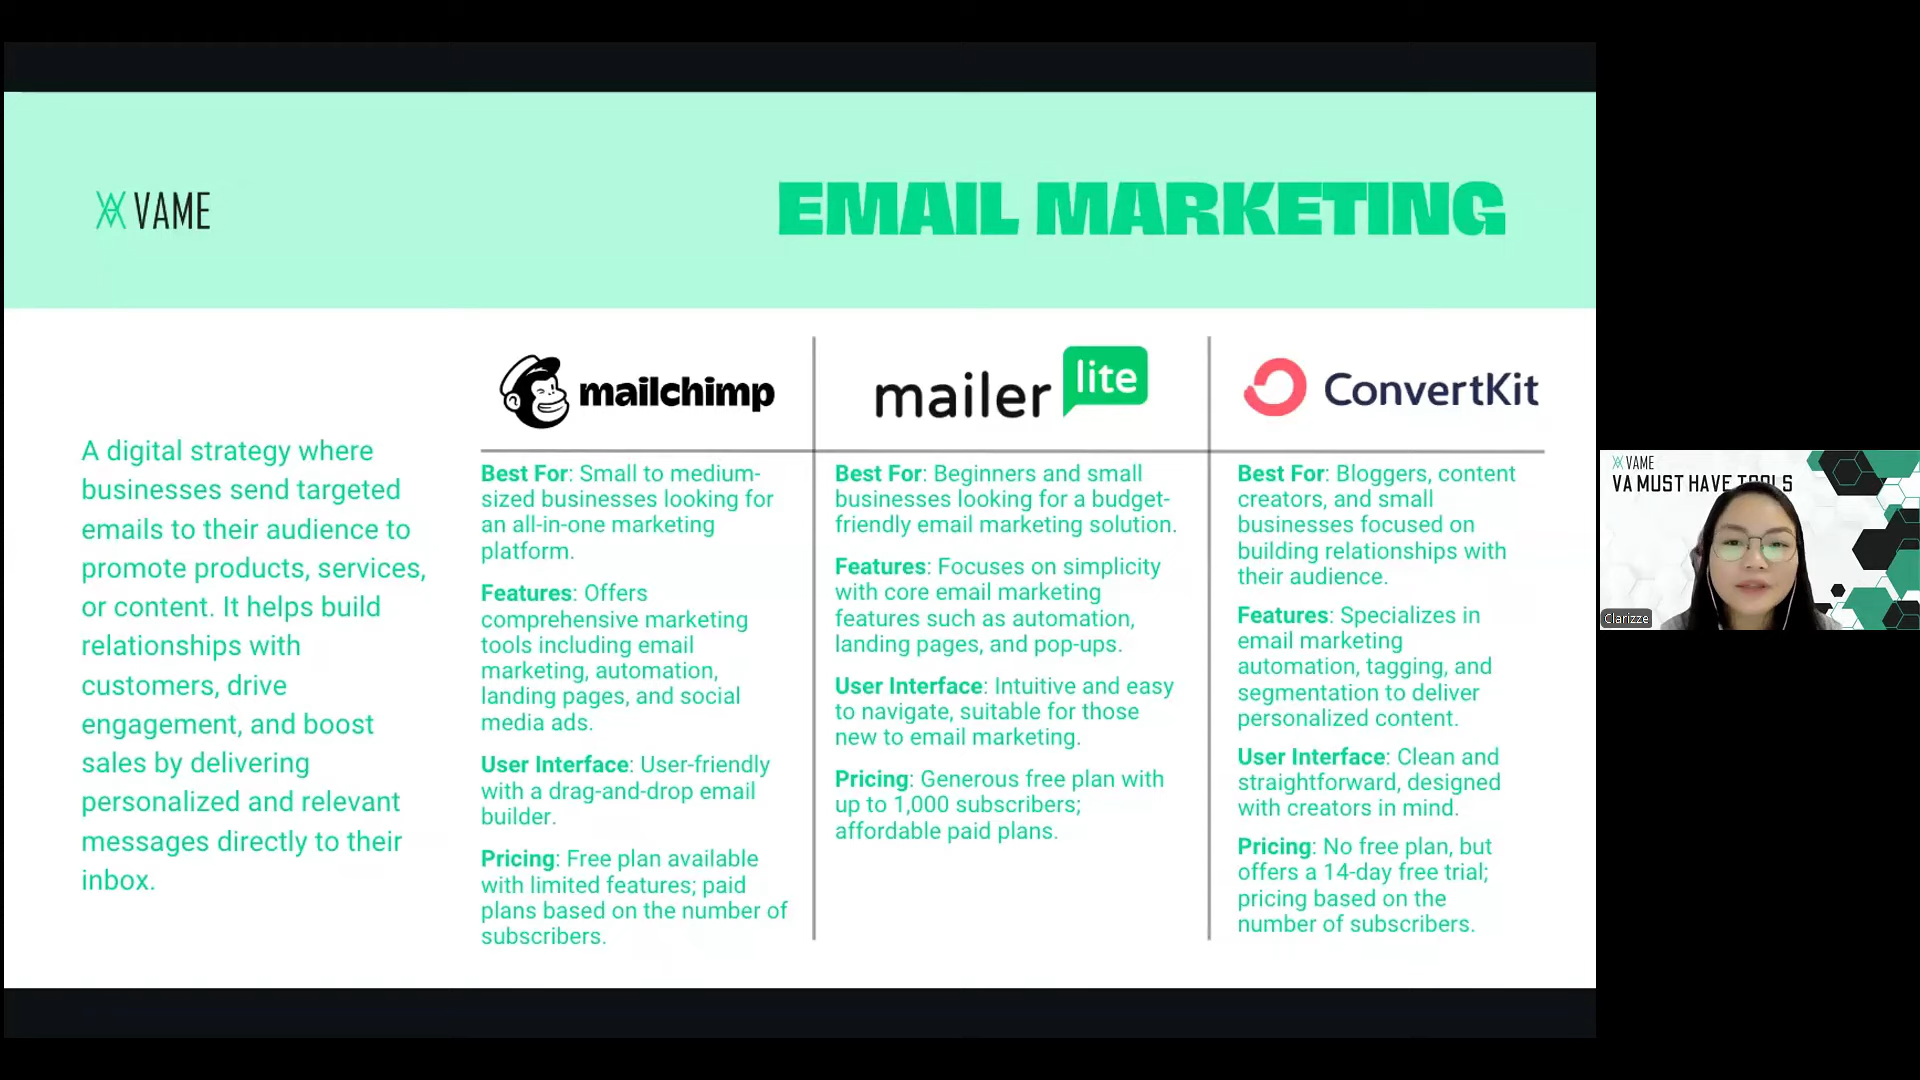 VAME
EMAIL MARKETING
A digital strategy where
businesses send targeted
emails to their audience to
promote products, services,
or content. It helps build
relationships with
customers, drive
engagement, and boost
sales by delivering
personalized and relevant
messages directly to their
inbox.
mailchimp
Best For: Small to medium-
sized businesses looking for
an all-in-one marketing
platform.
Features: Offers
comprehensive marketing
tools including email
marketing, automation,
landing pages, and social
media ads.
User Interface: User-friendly
with a drag-and-drop email
builder.
Pricing: Free plan available
with limited features; paid
plans based on the number of
subscribers.
mailer lite
Best For: Beginners and small
businesses looking for a budget-
friendly email marketing solution.
Features: Focuses on simplicity
with core email marketing
features such as automation,
landing pages, and pop-ups.
User Interface: Intuitive and easy
to navigate, suitable for those
new to email marketing.
Pricing: Generous free plan with
up to 1,000 subscribers;
affordable paid plans.
ConvertKit
Best For: Bloggers, content
creators, and small
businesses focused on
building relationships with
their audience.
Features: Specializes in
email marketing
automation, tagging, and
segmentation to deliver
personalized content.
User Interface: Clean and
straightforward, designed
with creators in mind.
Pricing: No free plan, but
offers a 14-day free trial;
pricing based on the
number of subscribers.
VAME
VA MUST HAVE TOOLS
Clarizze